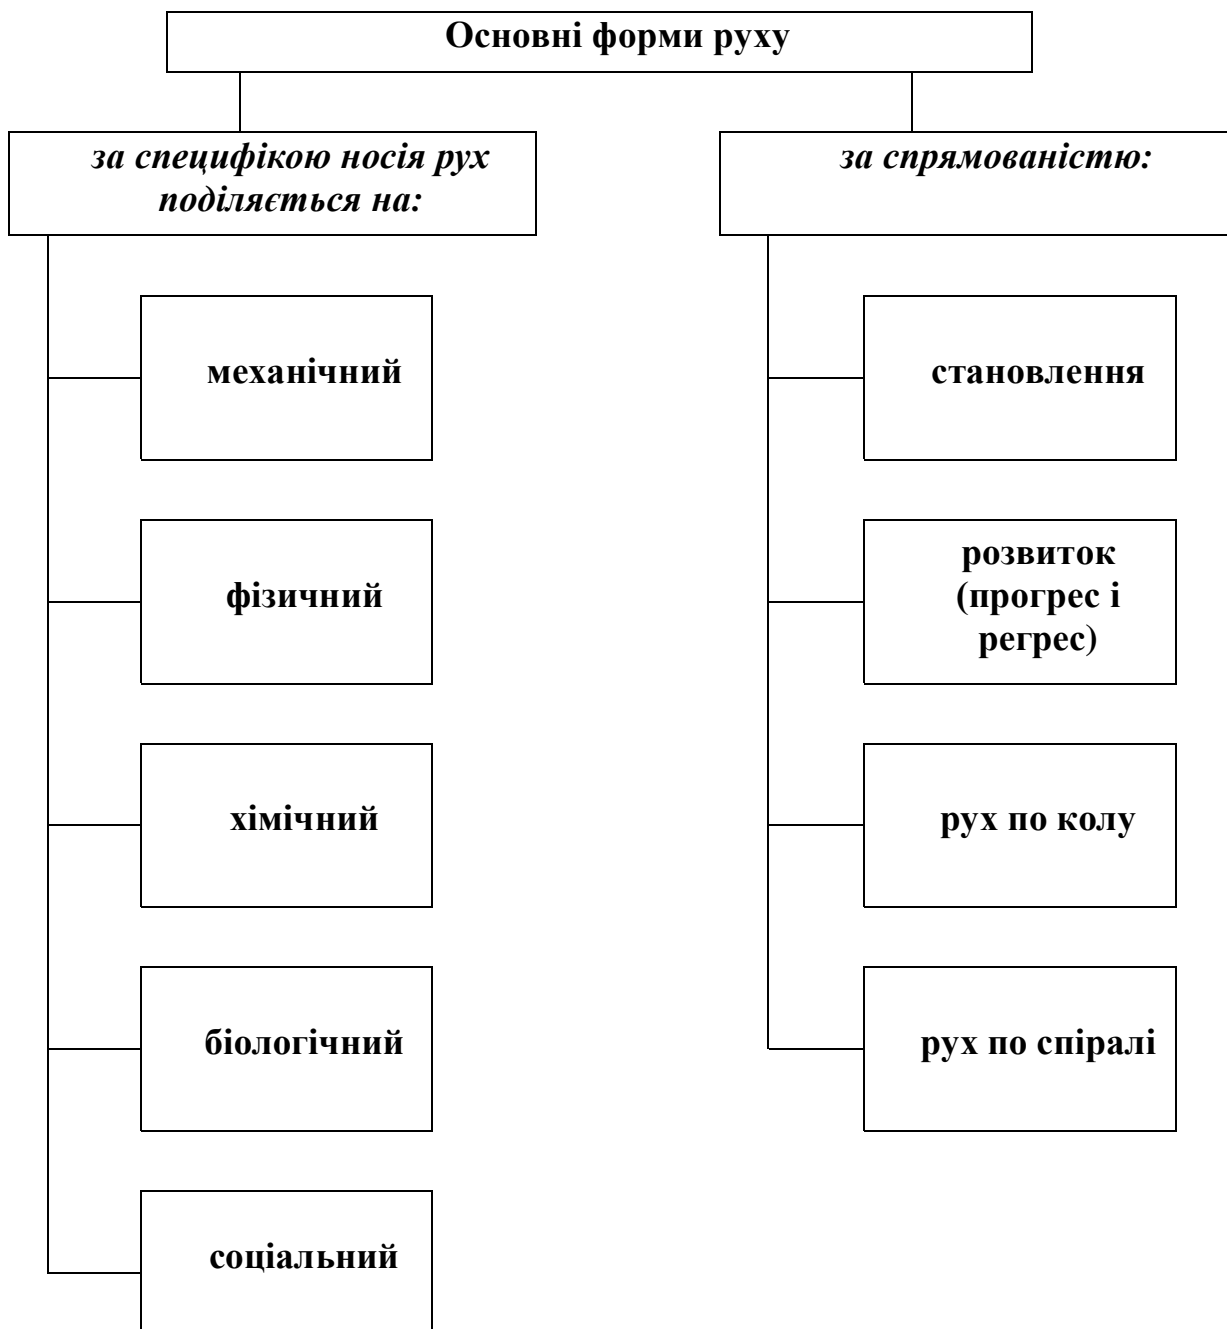 Основні форми руху
за специфікою носія рух
поділяється на:
механічний
фізичний
хімічний
біологічний
соціальний
за спрямованістю:
становлення
розвиток
(прогрес і
регрес)
рух по колу
рух по спіралі